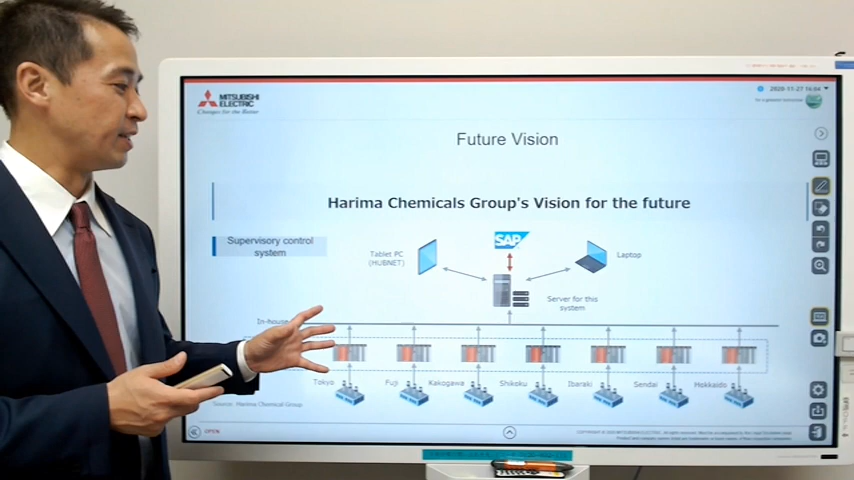 MITSUBISHI
ELECTRIC
Changes for the Better
2020-11-27 16:04
Future Vision
Harima Chemicals Group's Vision for the future
Supervisory control
system
Tablet PC
(HUBNET)
SAP
Laptop
Server for this
system
In-house
Tokyo
Fuji
Kakogawa
Shikoku
Ibaraki
Sendai
Hokkaido
Source: Harima Chemical Group
OPEN